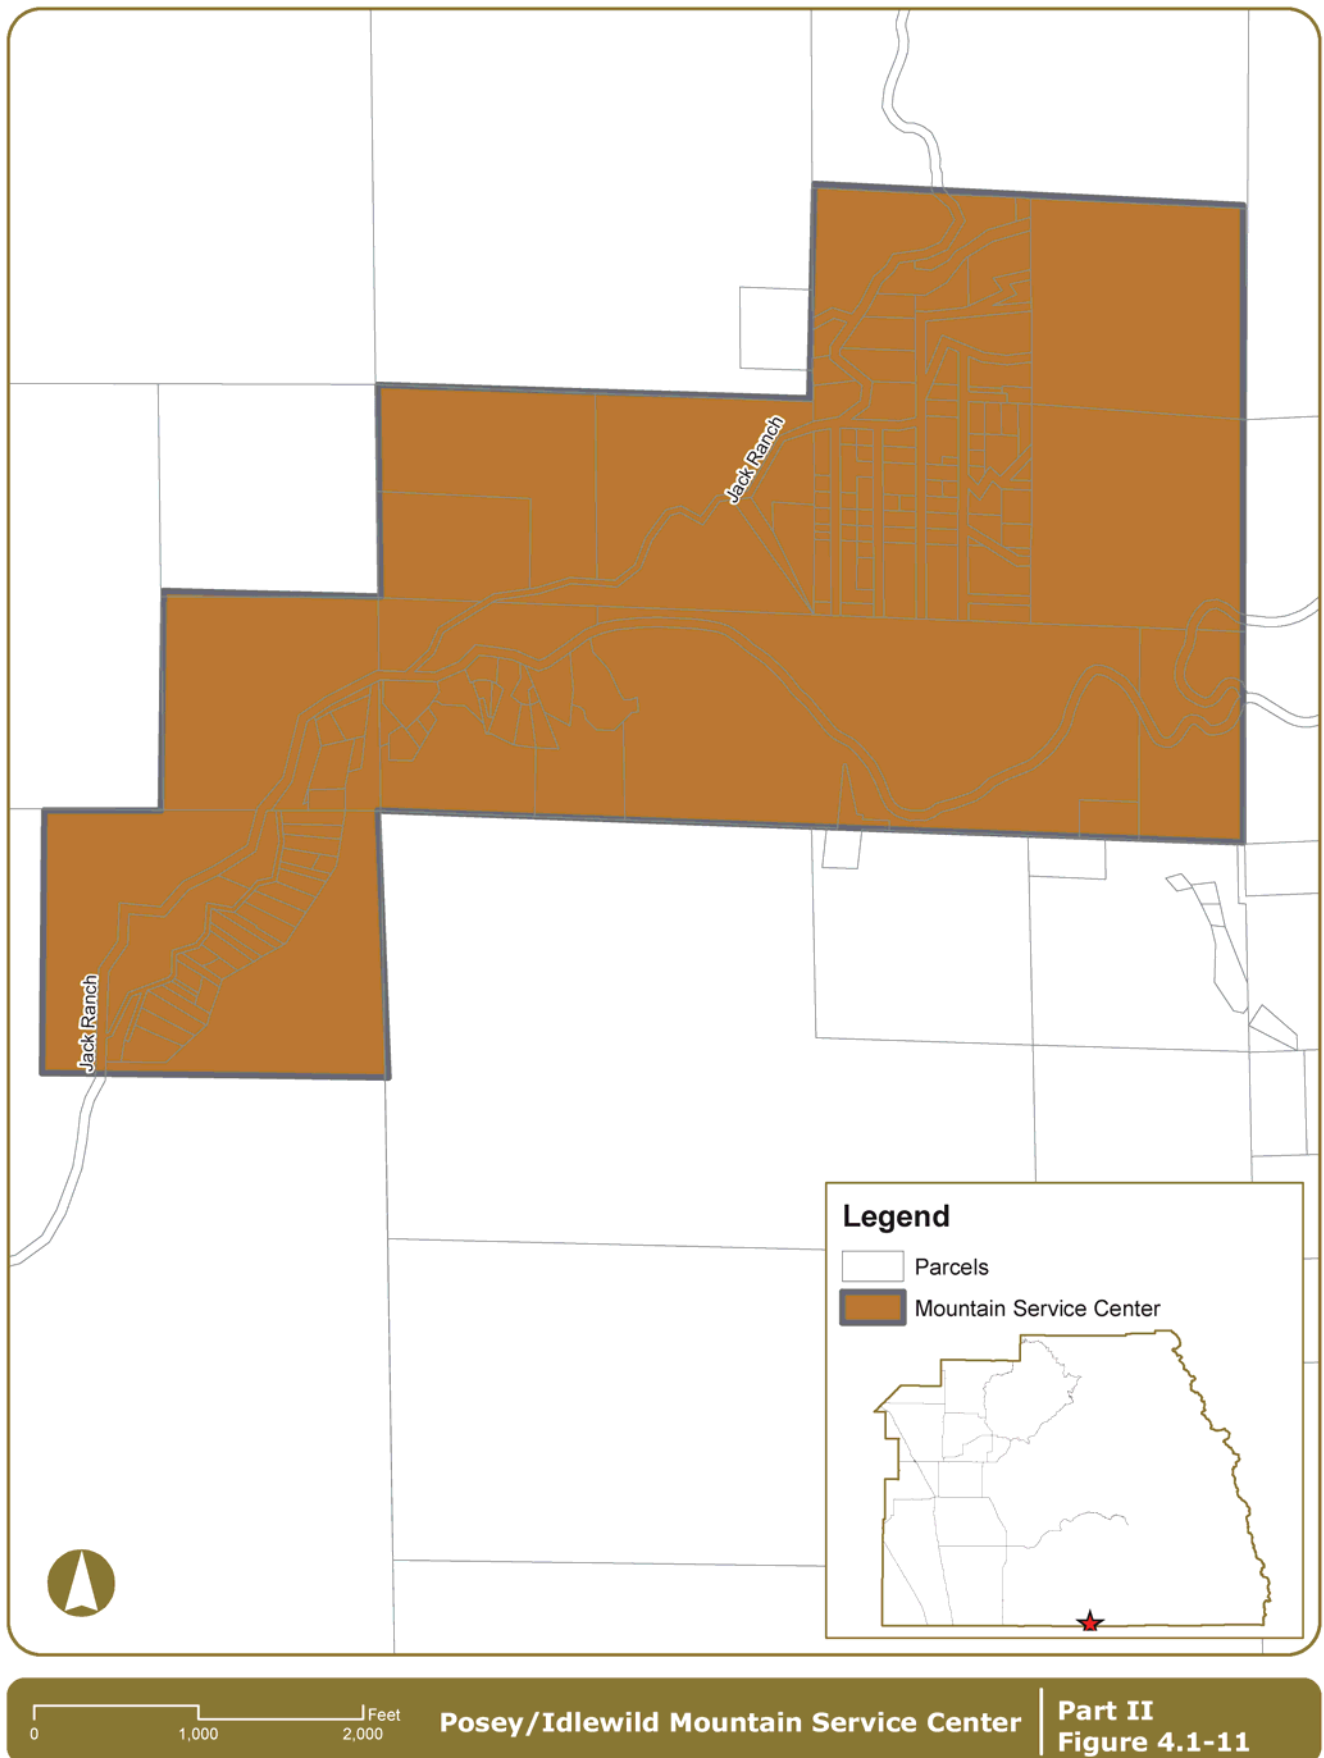 Jack Ranch
Jack Ranch
Legend
Parcels
Mountain Service Center
Feet
0 1,000 2,000
Posey/Idlewild Mountain Service Center
Part II
Figure 4.1-11